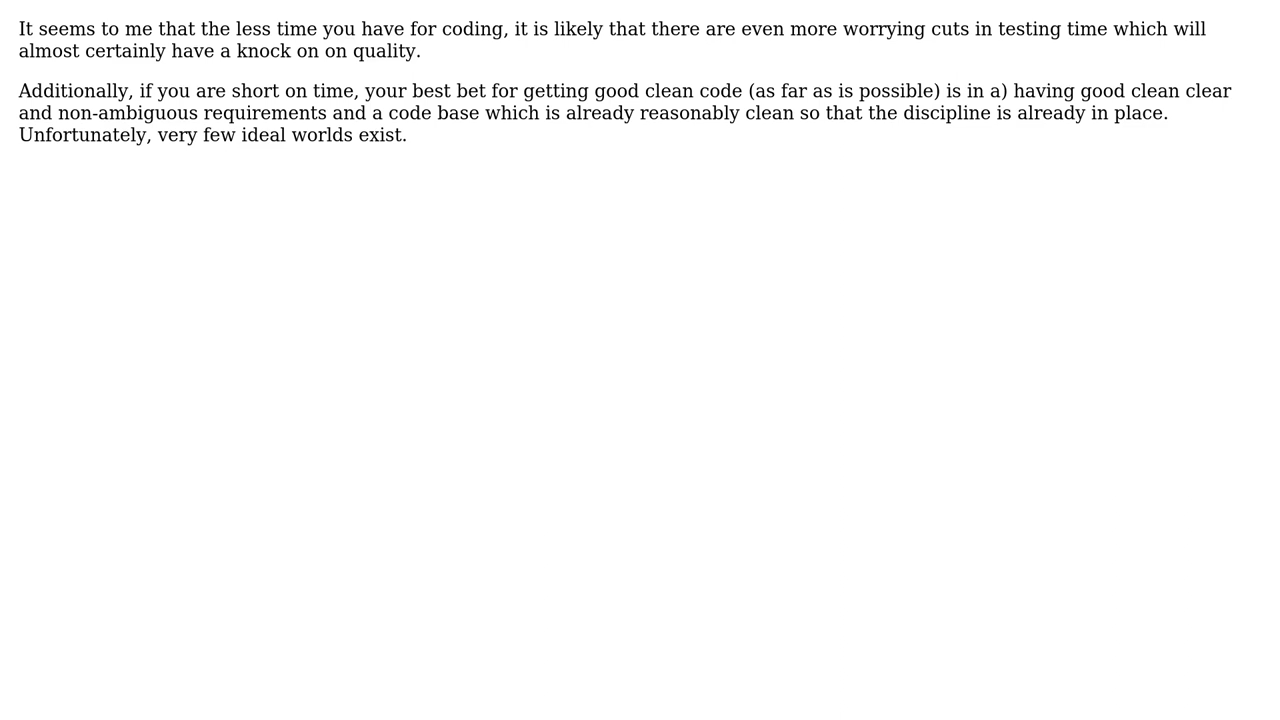 It seems to me that the less time you have for coding, it is likely that there are even more worrying cuts in testing time which will
almost certainly have a knock on on quality.
Additionally, if you are short on time, your best bet for getting good clean code (as far as is possible) is in a) having good clean clear
and non-ambiguous requirements and a code base which is already reasonably clean so that the discipline is already in place.
Unfortunately, very few ideal worlds exist.